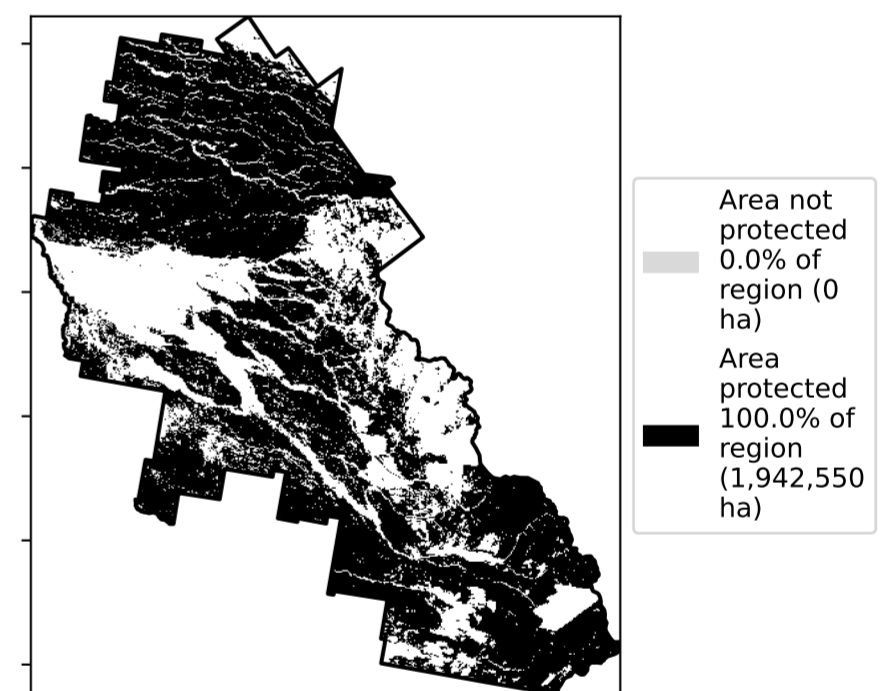 Area not
protected
0.0% of
region (0
ha)
Area
protected
100.0% of
region
(1,942,550
ha)